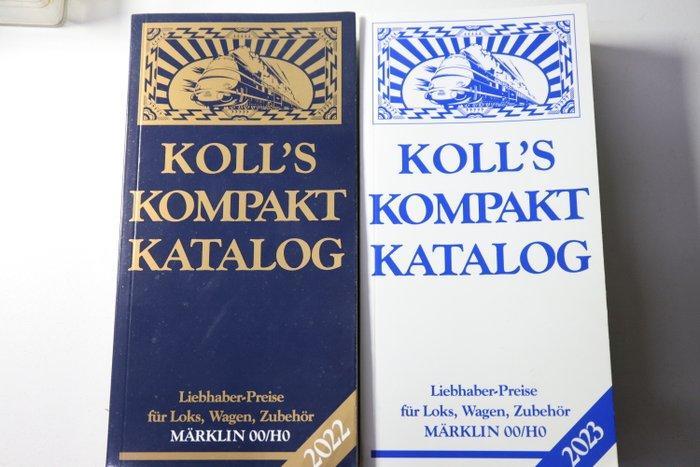 KOLL'S
KOMPAKT
KATALOG
Liebhaber-Preise
für Loks, Wagen, Zubehör
MÄRKLIN 00/H0
2022
KOLL'S
KOMPAKT
KATALOG
Liebhaber-Preise
für Loks, Wagen, Zubehör
MÄRKLIN 00/H0
2023